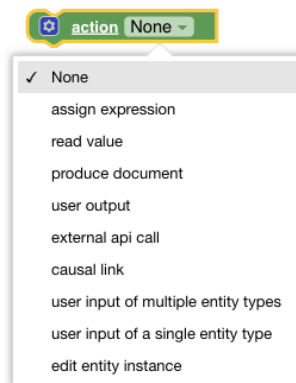 action None
✓ None
assign expression
read value
produce document
user output
external api call
causal link
user input of multiple entity types
user input of a single entity type
edit entity instance